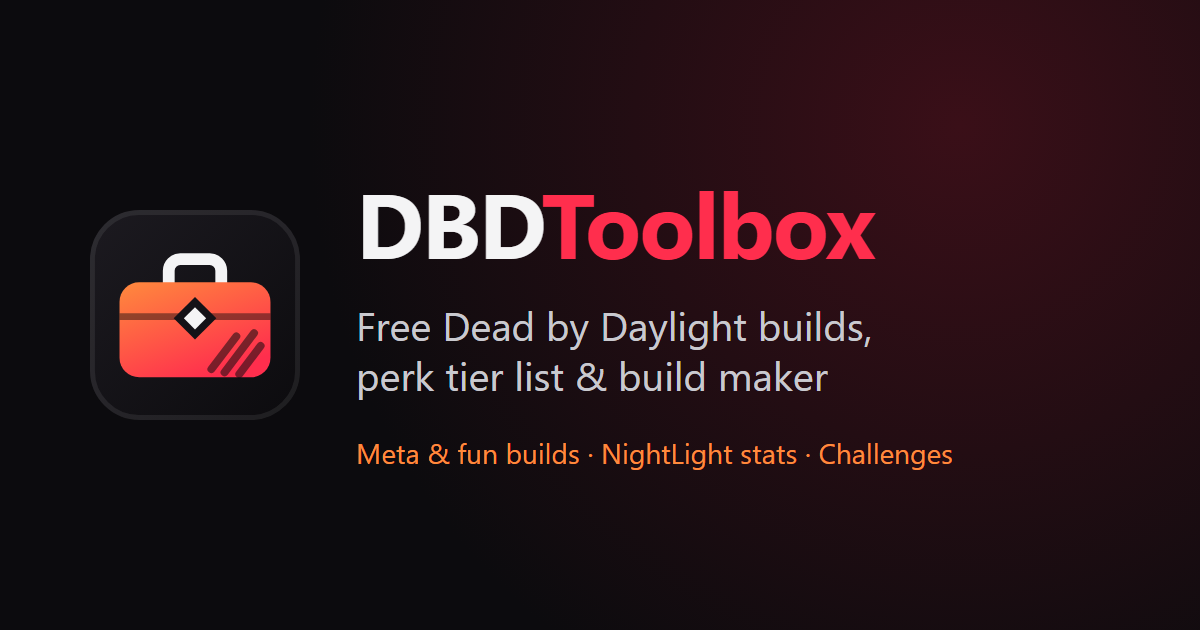 DBDToolbox
Free Dead by Daylight builds,
perk tier list & build maker
Meta & fun builds · NightLight stats · Challenges